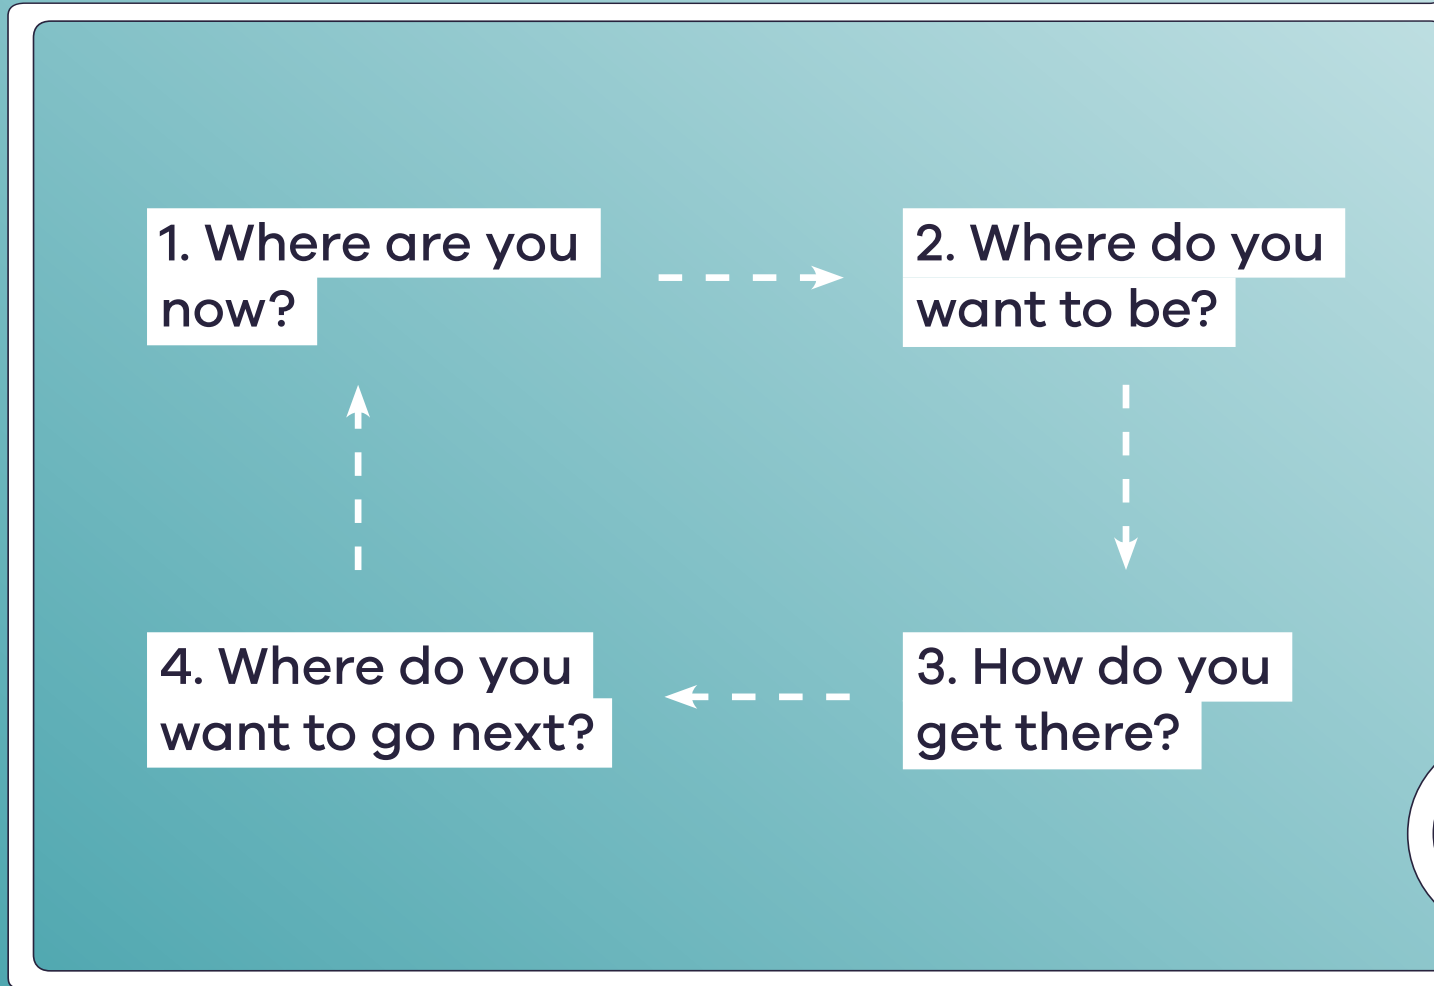 1. Where are you
now?
2. Where do you
want to be?
3. How do you
get there?
4. Where do you
want to go next?